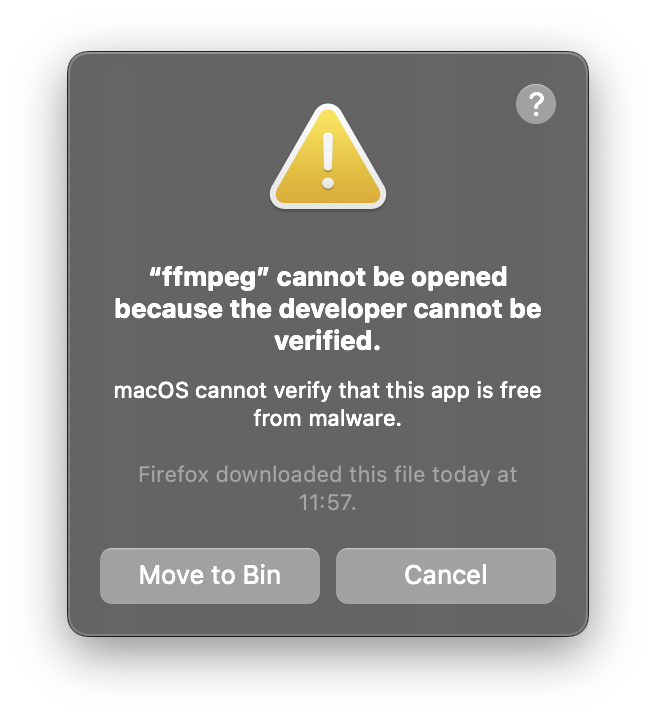 ?
“ffmpeg” cannot be opened
because the developer cannot be
verified.
macOS cannot verify that this app is free
from malware.
Firefox downloaded this file today at
11:57.
Move to Bin
Cancel